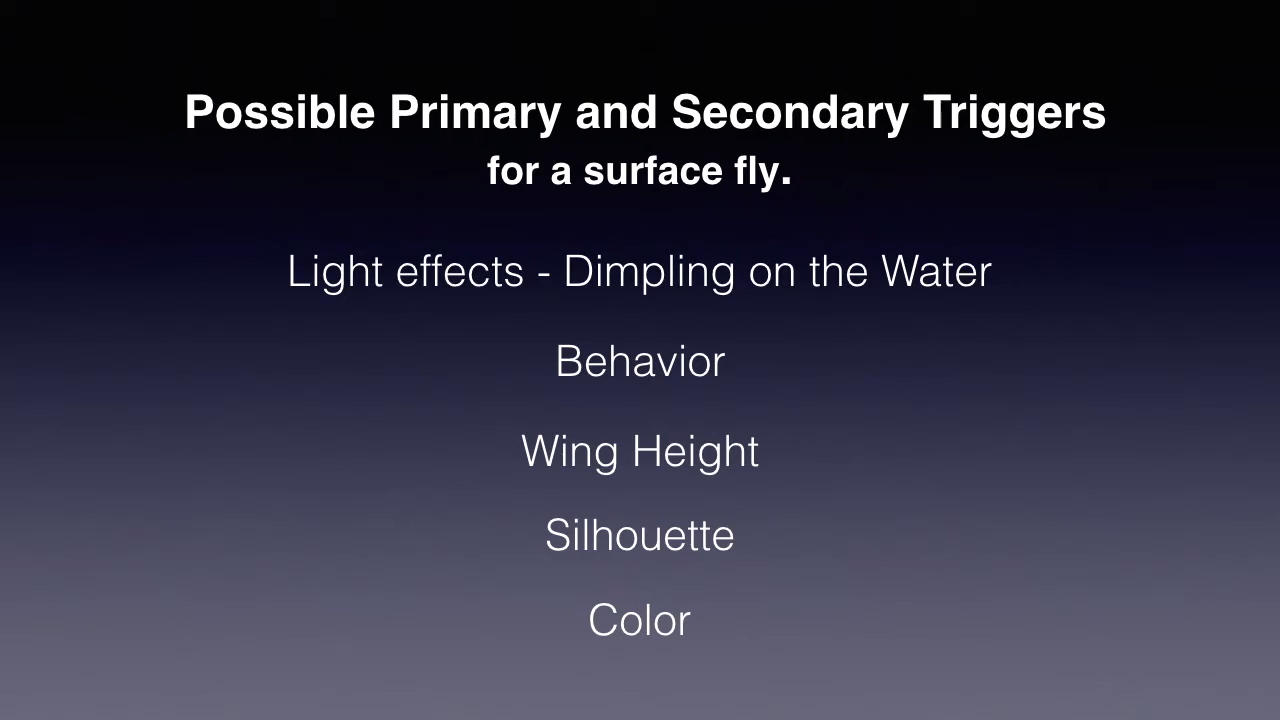 Possible Primary and Secondary Triggers
for a surface fly.
Light effects - Dimpling on the Water
Behavior
Wing Height
Silhouette
Color